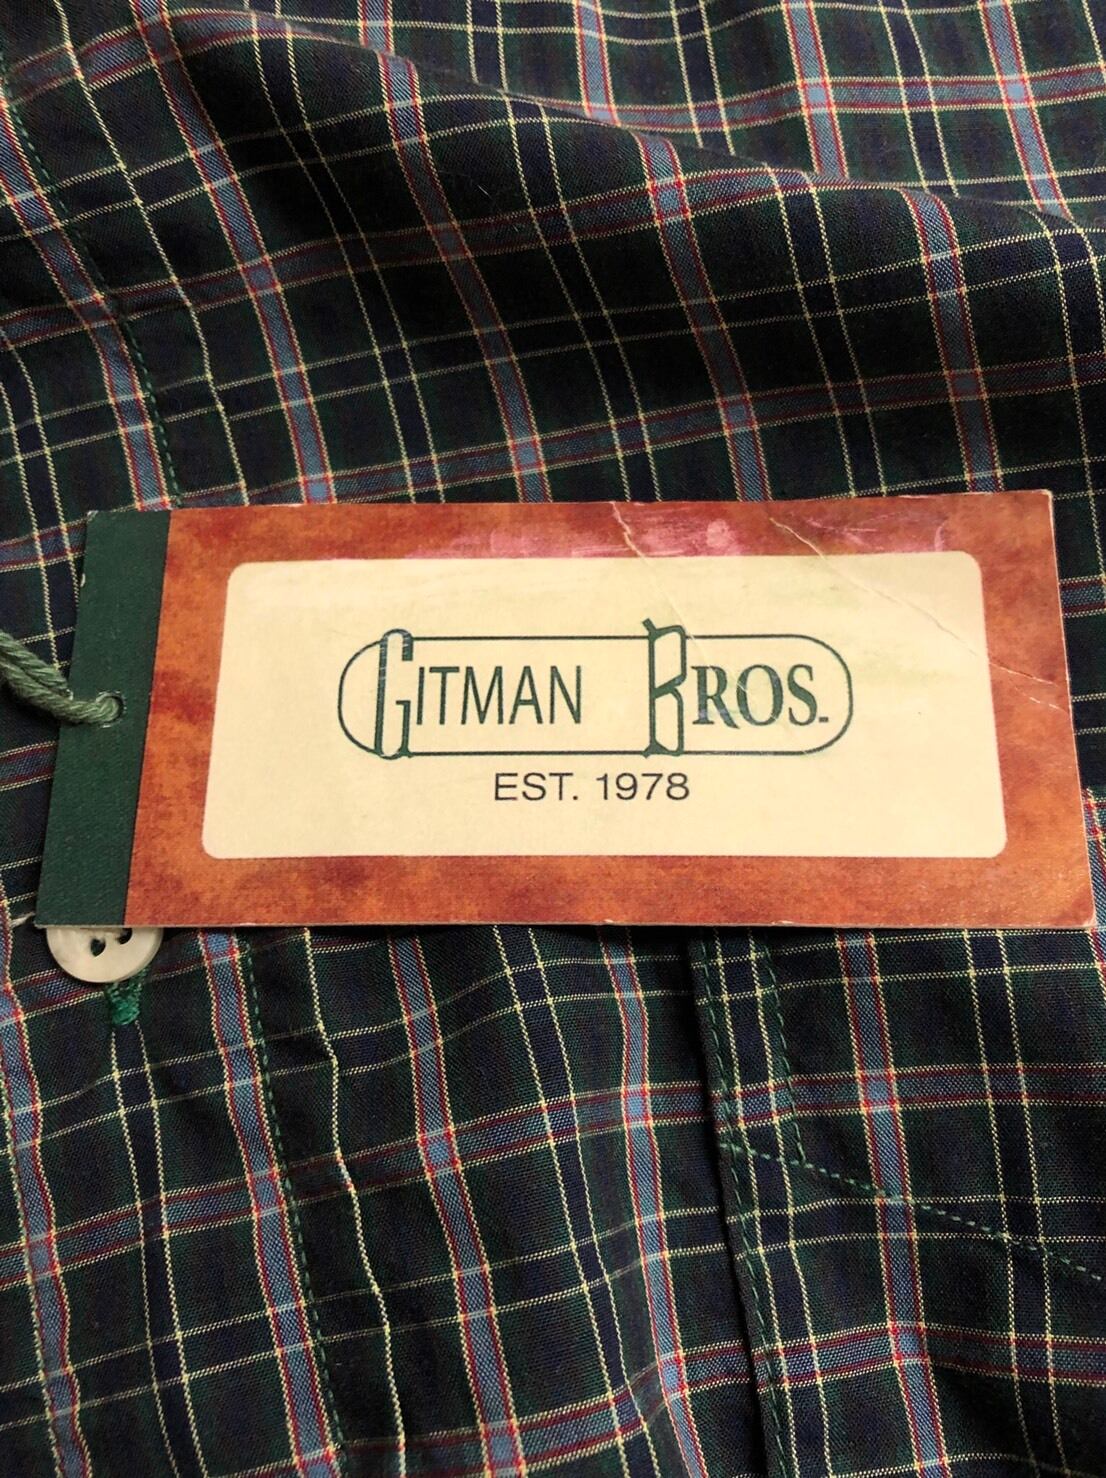 GITMAN BROS.
EST. 1978